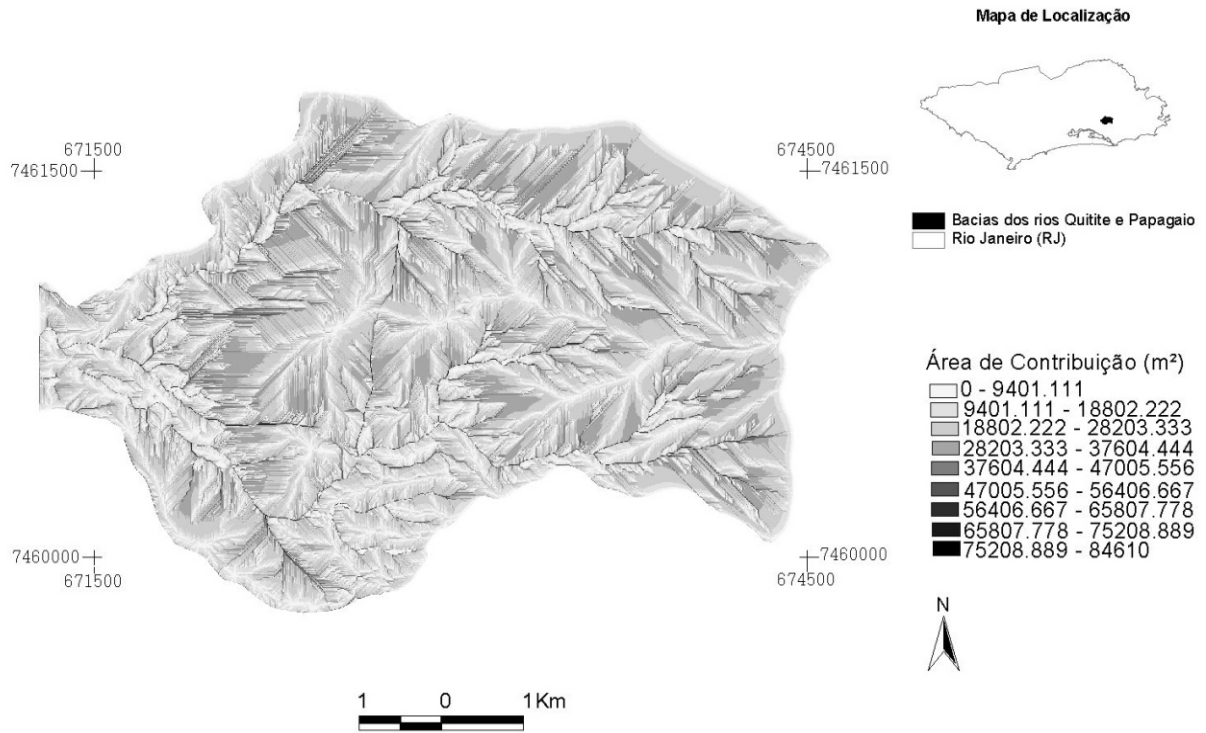 Mapa de Localização
671500
7461500
674500
7461500
Bacias dos rios Quitite e Papagaio
Rio Janeiro (RJ)
Área de Contribuição (m²)
0 - 9401.111
9401.111 - 18802.222
18802.222 - 28203.333
28203.333 - 37604.444
37604.444 - 47005.556
47005.556 - 56406.667
56406.667 - 65807.778
65807.778 - 75208.889
75208.889 - 84610
7460000
671500
7460000
674500
N
1 0 1Km